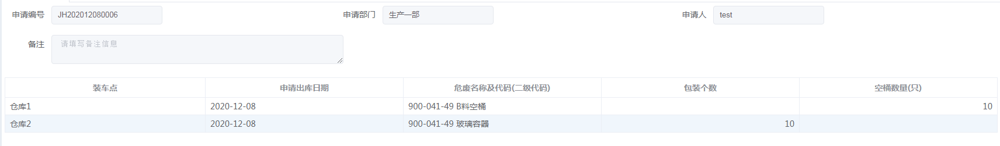 申请编号 JH202012080006 申请部门 生产一部 申请人 test
备注 请填写备注信息
装车点 申请出库日期 危废名称及代码(二级代码) 包装个数 空桶数量(只)
仓库1 2020-12-08 900-041-49 B料空桶 10
仓库2 2020-12-08 900-041-49 玻璃容器 10